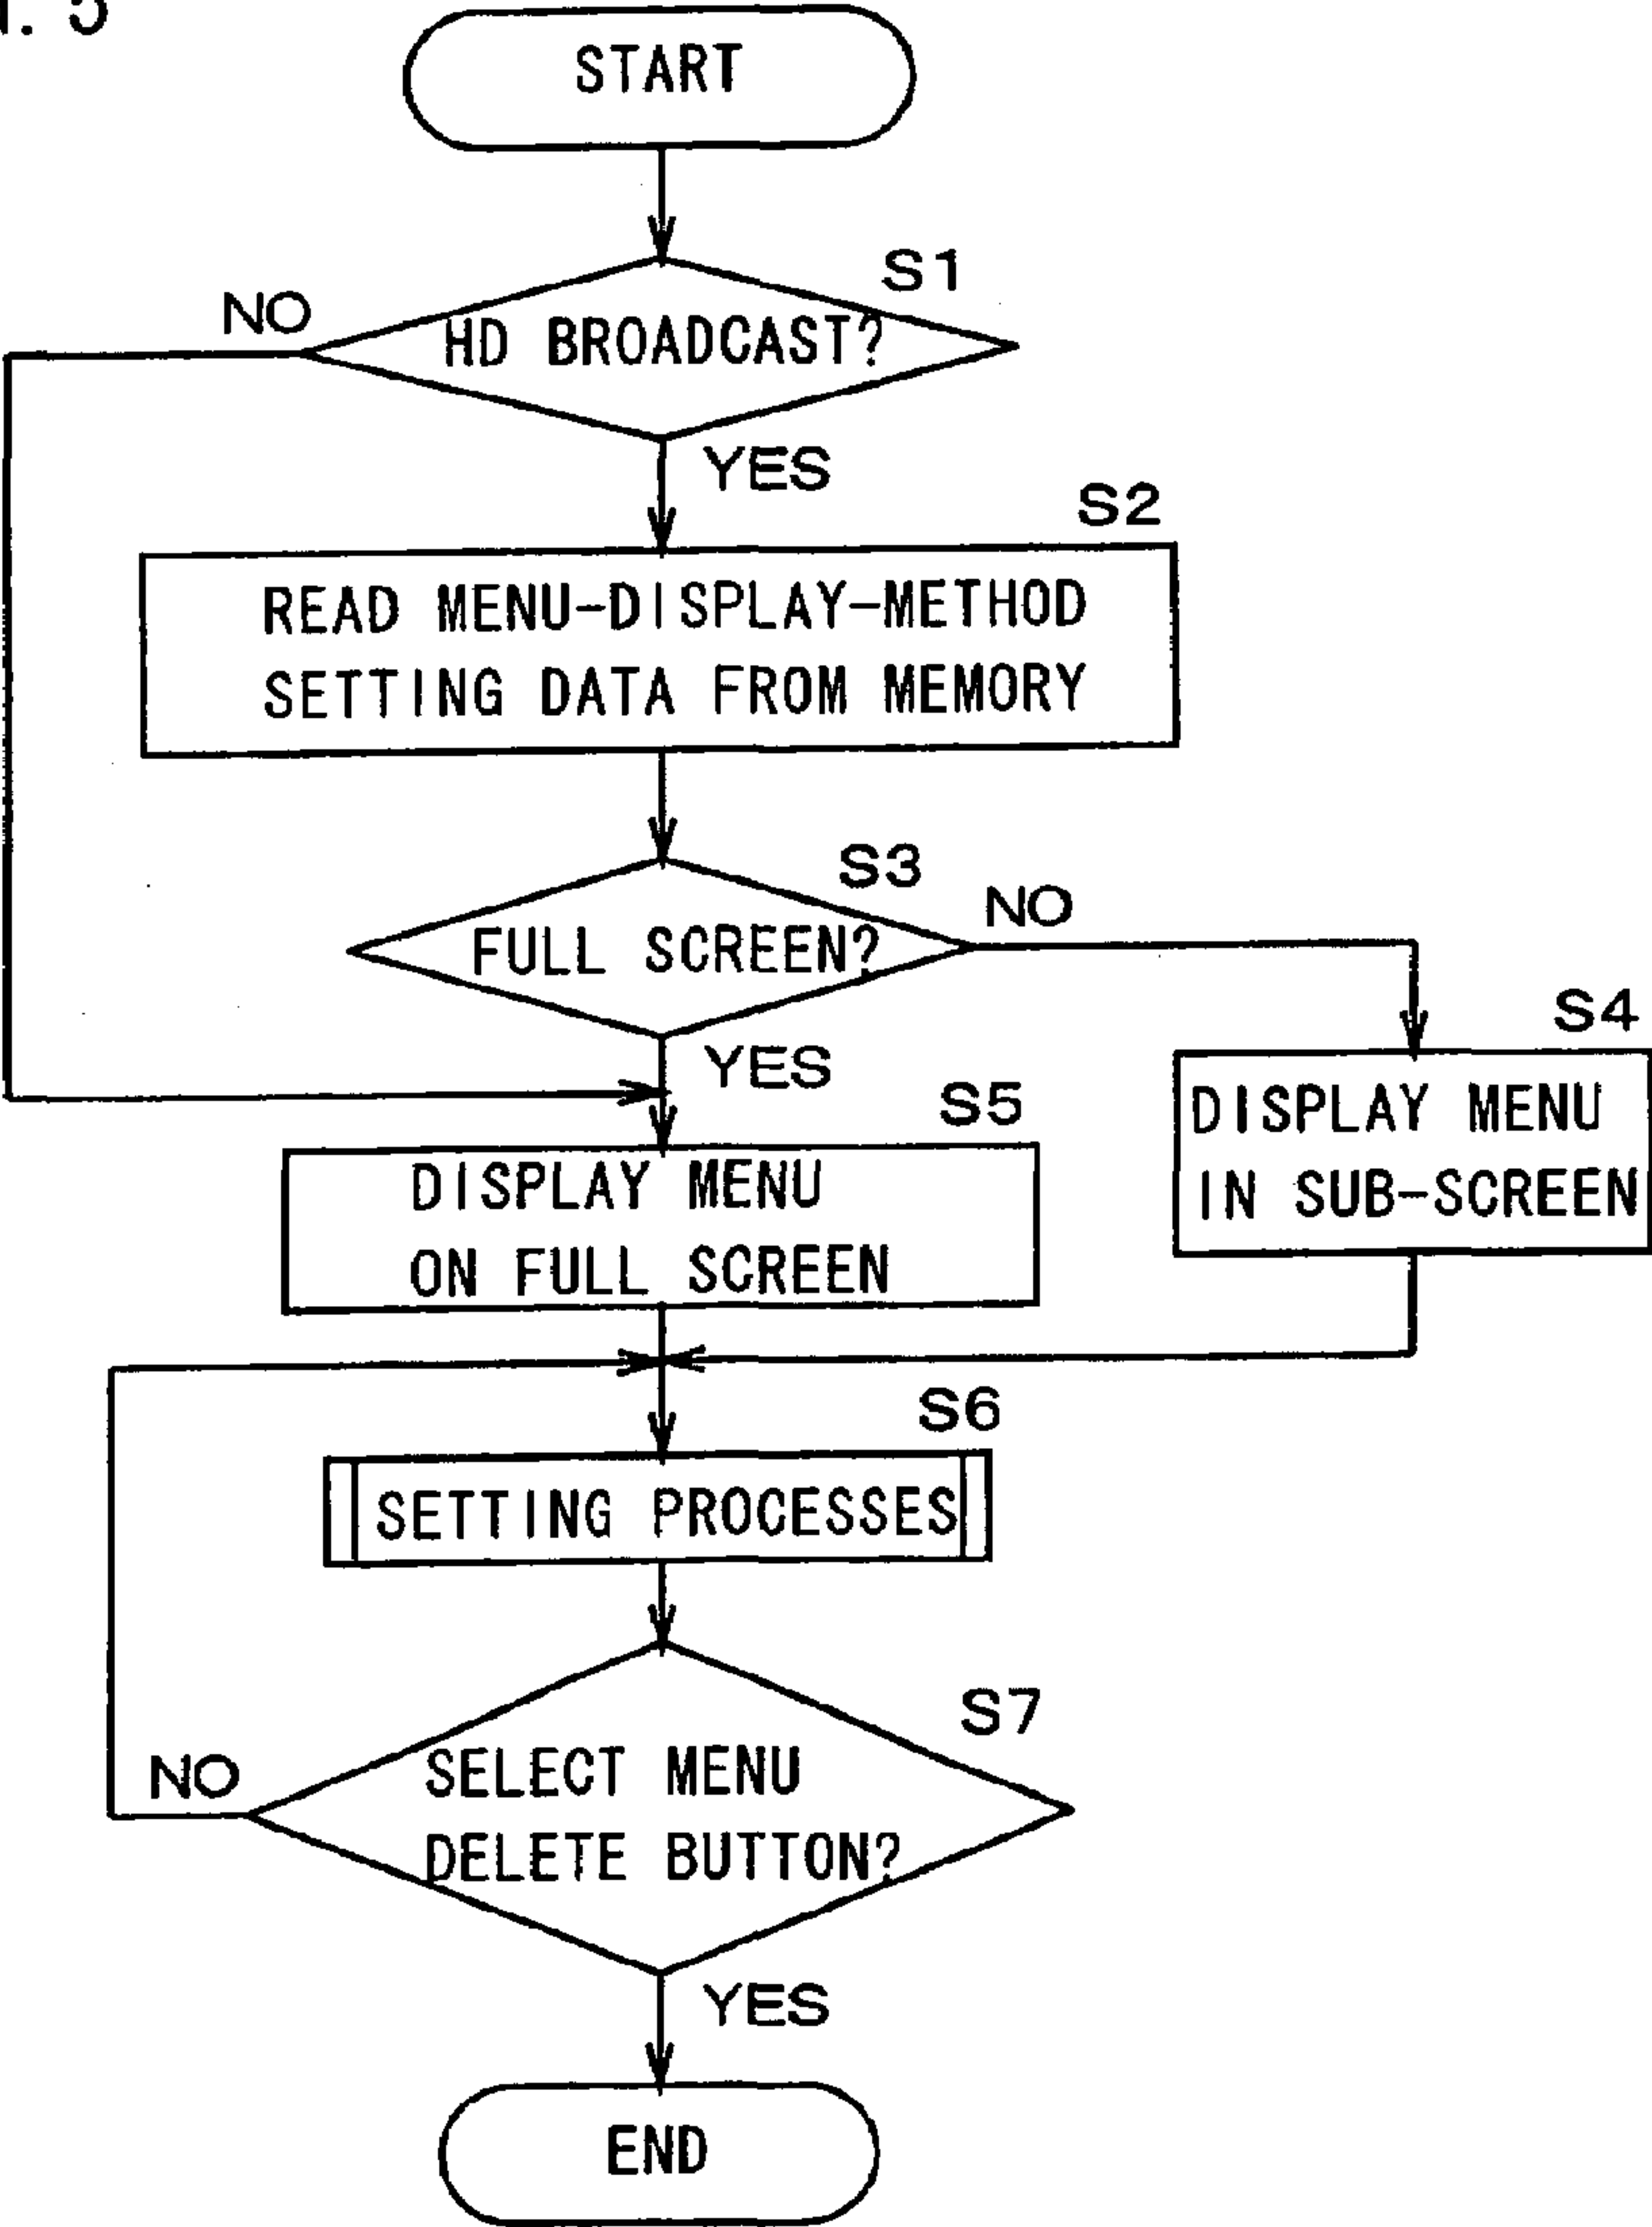 START
S1
NO
HD BROADCAST?
YES
S2
READ MENU-DISPLAY-METHOD
SETTING DATA FROM MEMORY
S3
NO
FULL SCREEN?
S4
YES
S5
DISPLAY MENU
IN SUB-SCREEN
DISPLAY MENU
ON FULL SCREEN
S6
SETTING PROCESSES
S7
NO
SELECT MENU
DELETE BUTTON?
YES
END